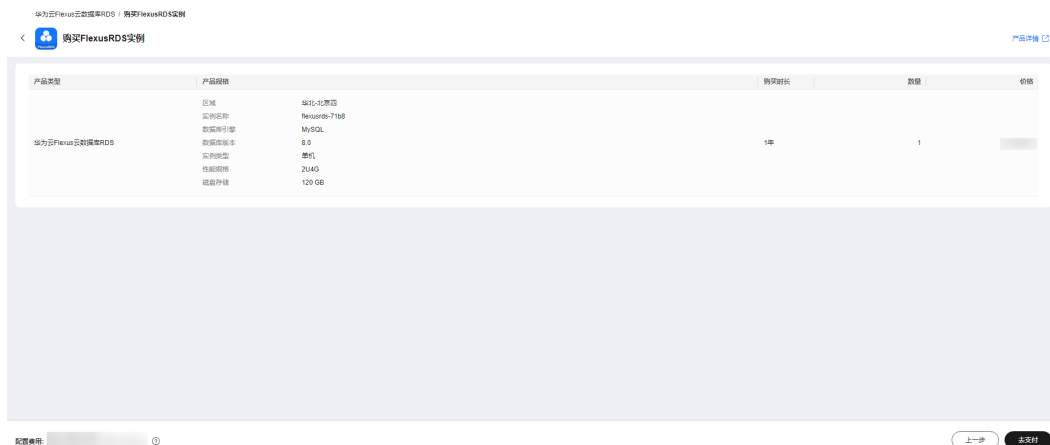 华为云Flexus云数据库RDS / 购买FlexusRDS实例
购买FlexusRDS实例
产品详情
产品类型 产品规格 购买时长 数量 价格
华为云Flexus云数据库RDS
区域 华北-北京四
实例名称 flexusrds-71b8
数据库引擎 MySQL
数据库版本 8.0
实例类型 单机
性能规格 2U4G
磁盘存储 120 GB
1年
1
配置费用:
上一步 去支付